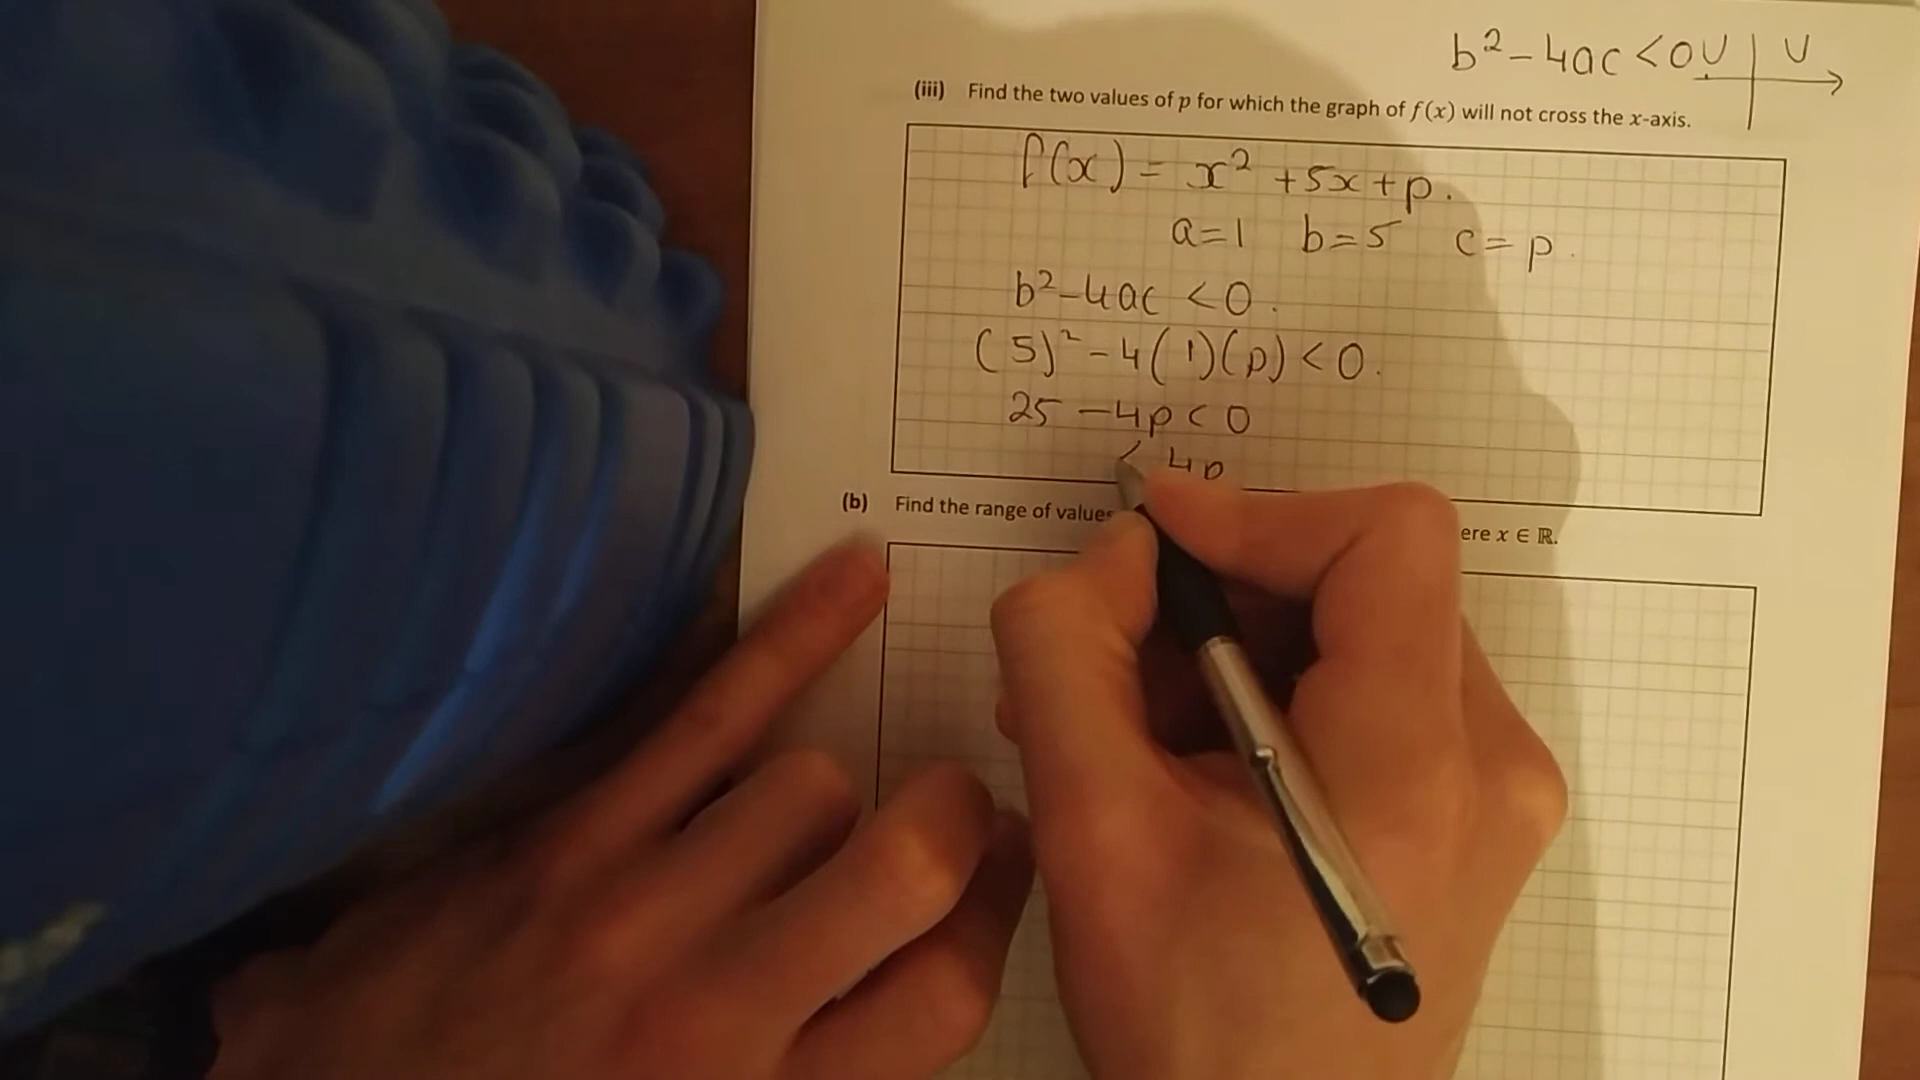 b² – 4ac < 0
(iii) Find the two values of p for which the graph of f(x) will not cross the x-axis.
f(x) = x² + 5x + p.
a = 1 b = 5 c = p.
b² – 4ac < 0.
(5)² – 4(1)(p) < 0.
25 – 4p < 0
< 4p
(b) Find the range of values
ere x ∈ ℝ.